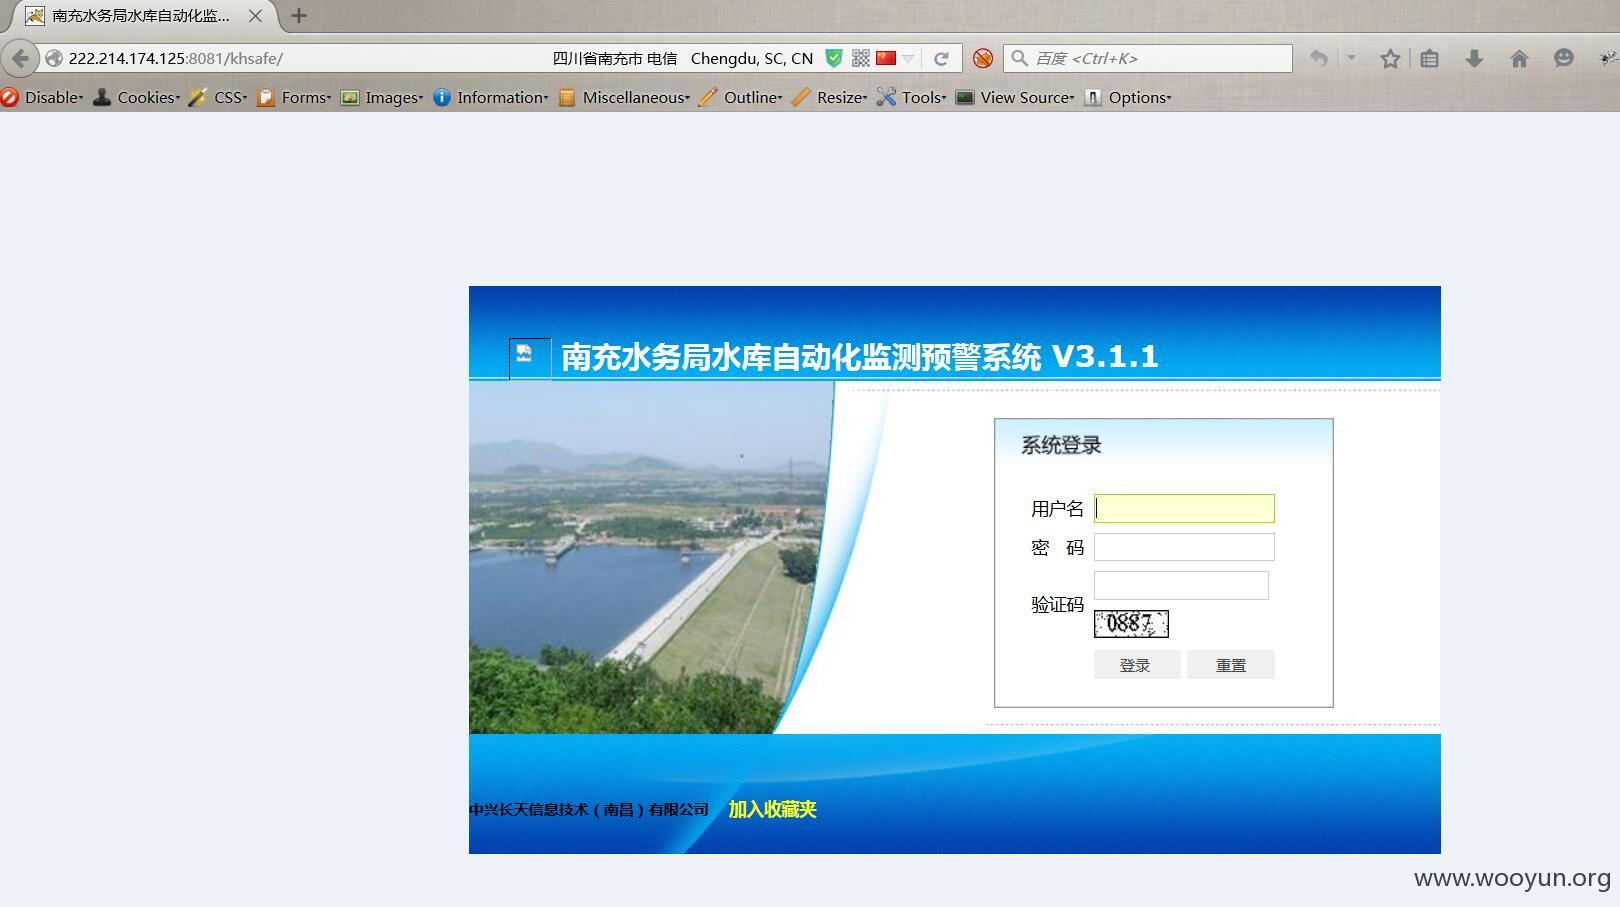 南充水务局水库自动化监...
222.214.174.125:8081/khsafe/
四川省南充市 电信 Chengdu, SC, CN
百度 <Ctrl+K>
Disable Cookies CSS Forms Images Information Miscellaneous Outline Resize Tools View Source Options
南充水务局水库自动化监测预警系统 V3.1.1
系统登录
用户名
密 码
验证码
0887
登录 重置
中兴长天信息技术（南昌）有限公司 加入收藏夹
www.wooyun.org